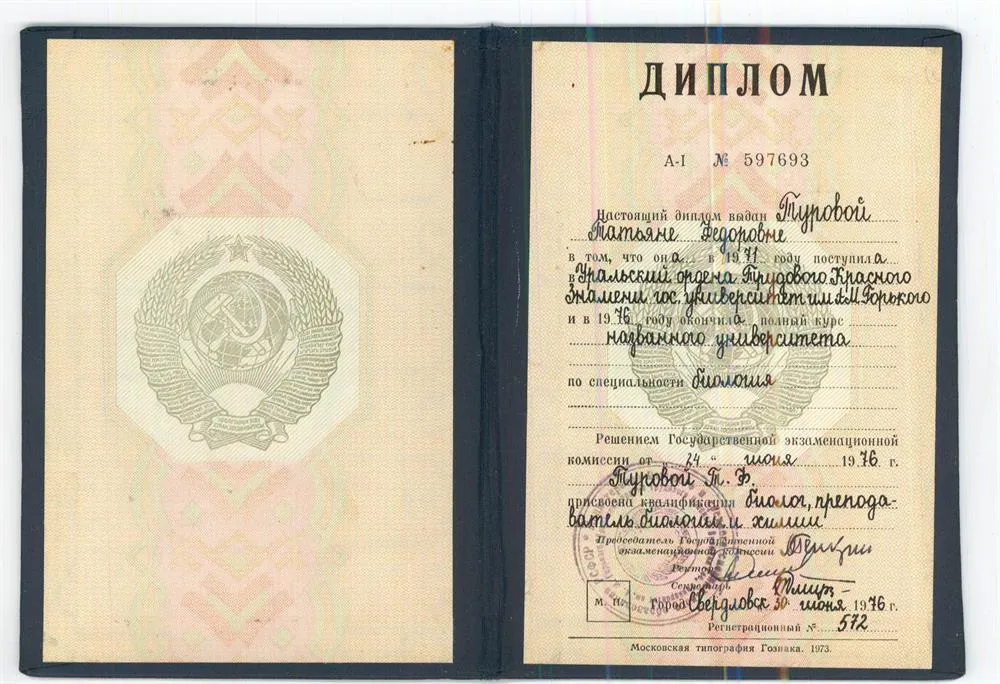 ДИПЛОМ
А-I № 597693
Настоящий диплом выдан Туровой
Татьяне Федоровне
в том, что она в 1971 году поступила
в Уральский ордена Трудового Красного
Знамени гос. университет им А.М. Горького
и в 1976 году окончила полный курс
названного университета
по специальности биология
Решением Государственной экзаменационной
комиссии от „24“ июня 1976 г.
Туровой Т. Ф.
присвоена квалификация биолог, препода-
ватель биологии и химии
Председатель Государственной
экзаменационной комиссии
Ректор
Секретарь
М. П. Город Свердловск 30 июня 1976 г.
Регистрационный № 572
Московская типография Гознака. 1973.